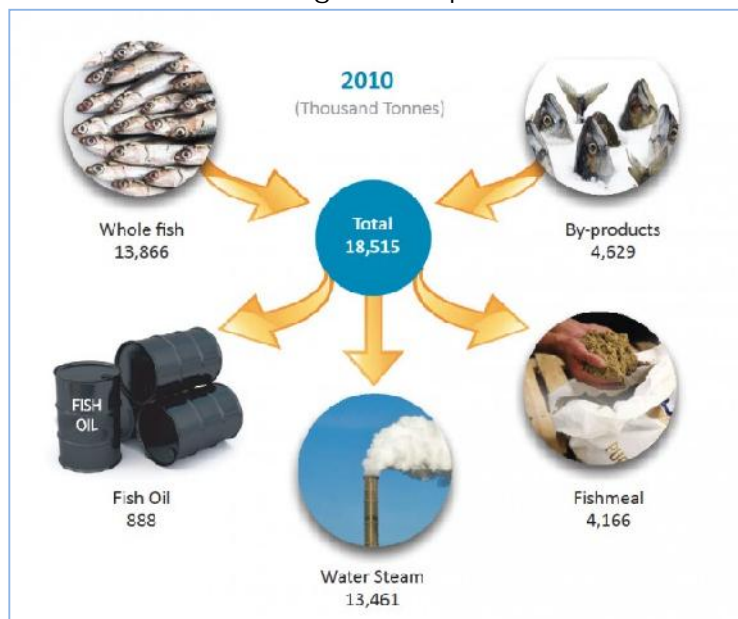 2010
(Thousand Tonnes)
Whole fish
13,866
Total
18,515
By-products
4,629
FISH
OIL
Fish Oil
888
Water Steam
13,461
Fishmeal
4,166